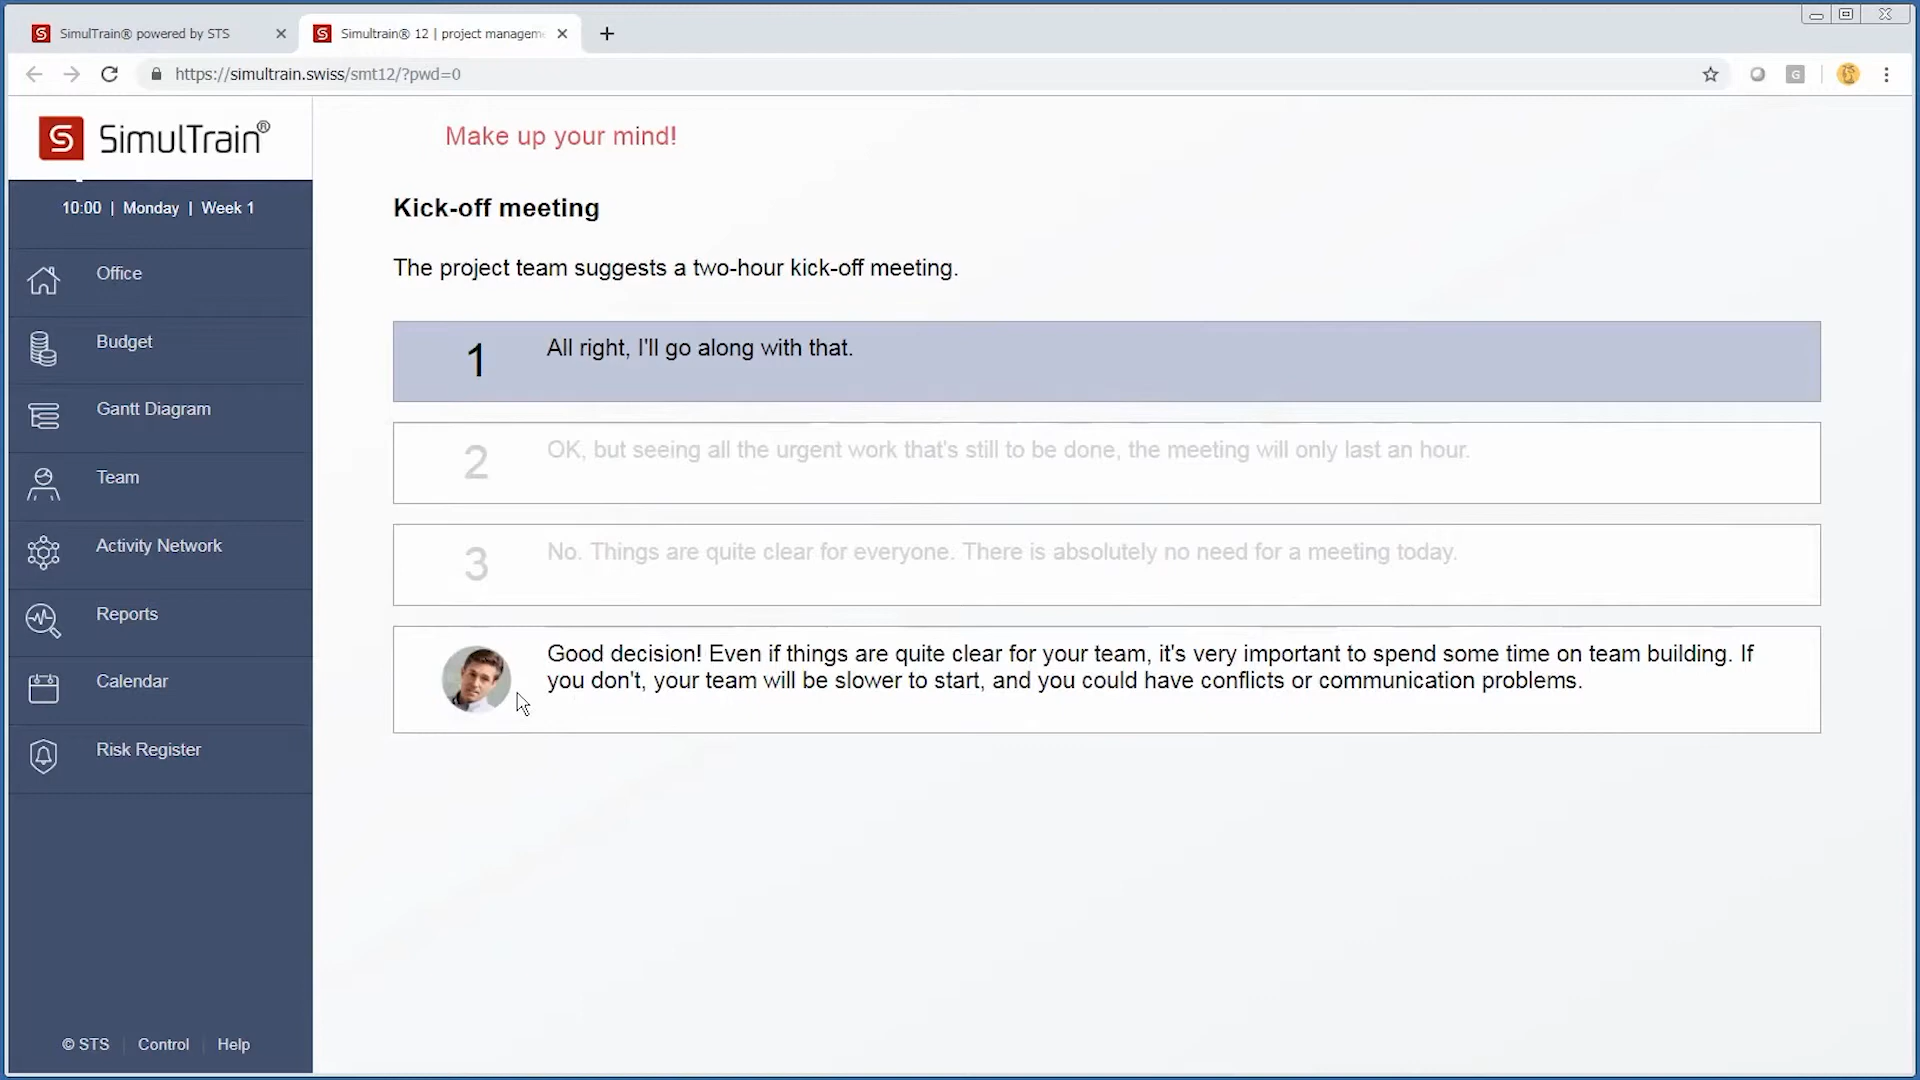 SimulTrain® powered by STS
Simultrain® 12 | project managem
https://simultrain.swiss/smt12/?pwd=0
G
S SimulTrain®
10:00 | Monday | Week 1
Office
Budget
Gantt Diagram
Team
Activity Network
Reports
Calendar
Risk Register
© STS | Control | Help
Make up your mind!
Kick-off meeting
The project team suggests a two-hour kick-off meeting.
1 All right, I'll go along with that.
2 OK, but seeing all the urgent work that's still to be done, the meeting will only last an hour.
3 No. Things are quite clear for everyone. There is absolutely no need for a meeting today.
Good decision! Even if things are quite clear for your team, it's very important to spend some time on team building. If
you don't, your team will be slower to start, and you could have conflicts or communication problems.